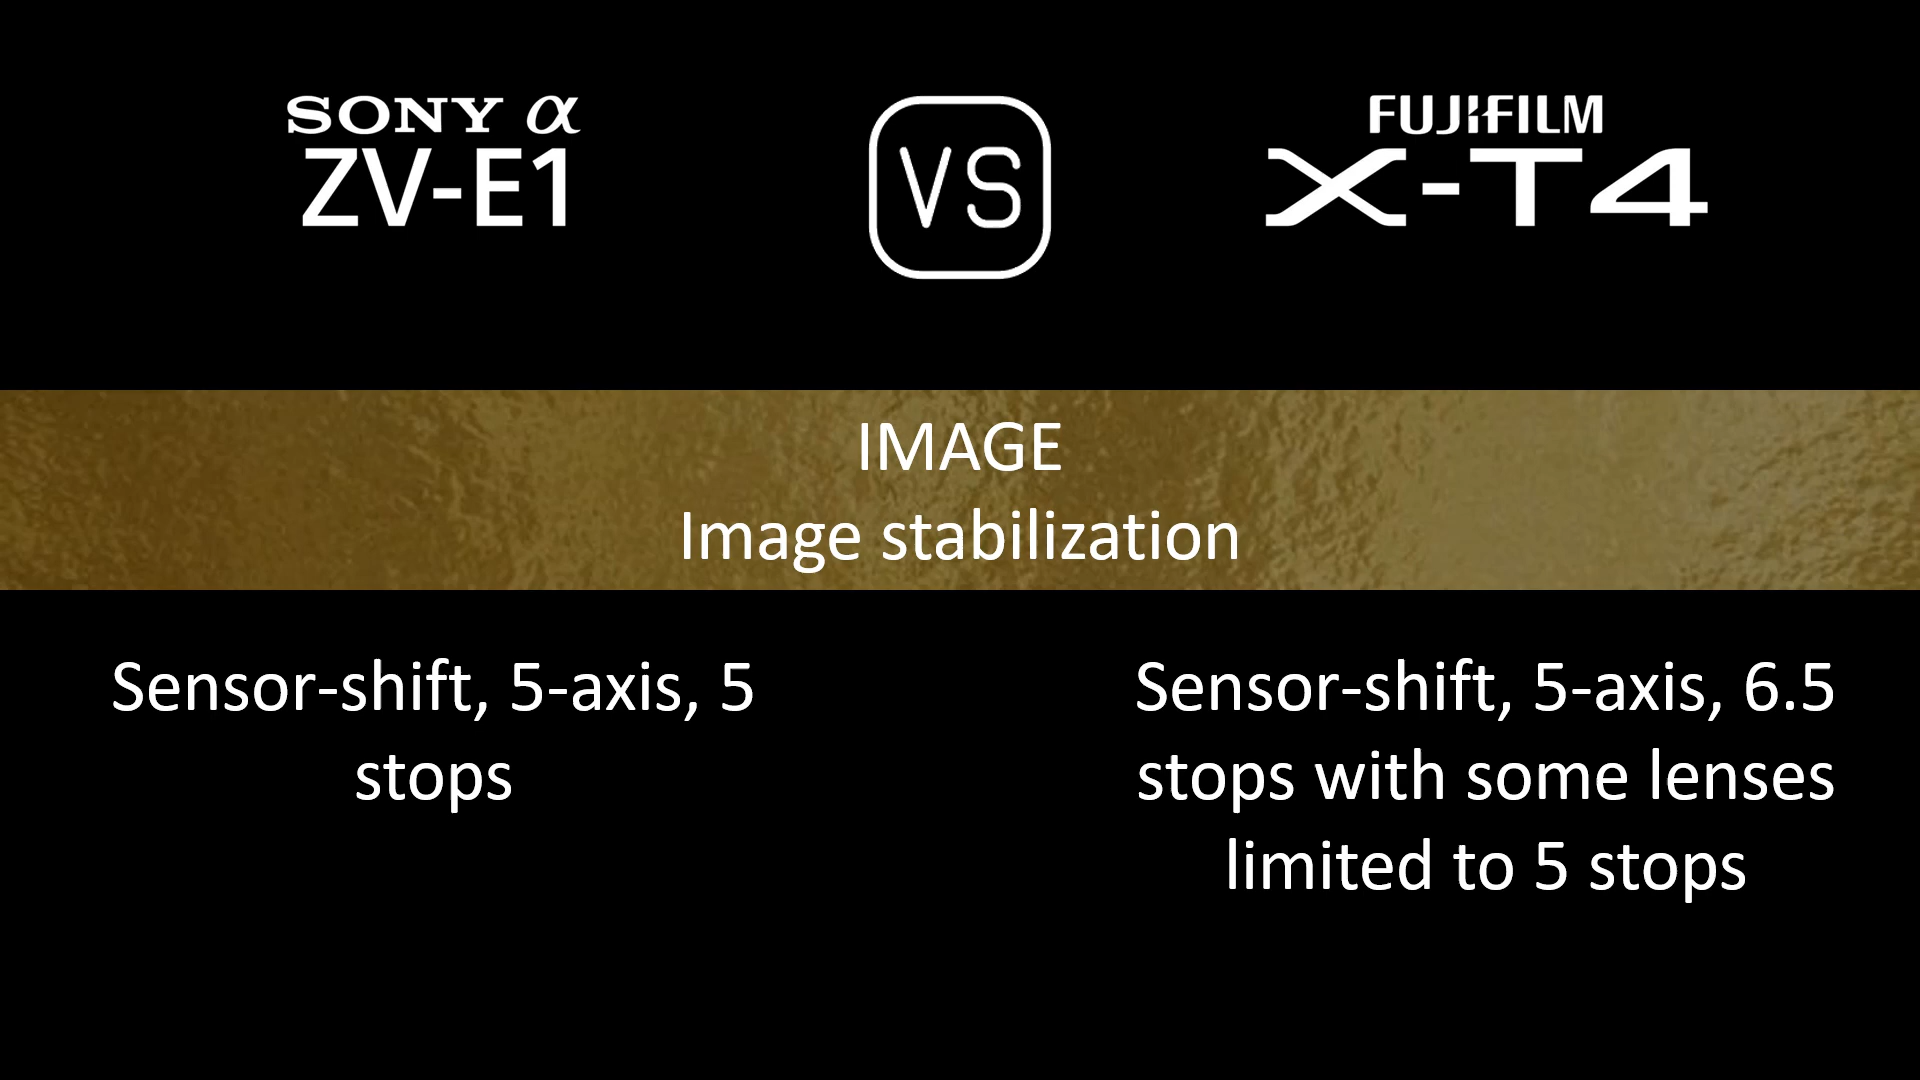 SONY α
ZV-E1
VS
FUJIFILM
X-T4
IMAGE
Image stabilization
Sensor-shift, 5-axis, 5
stops
Sensor-shift, 5-axis, 6.5
stops with some lenses
limited to 5 stops